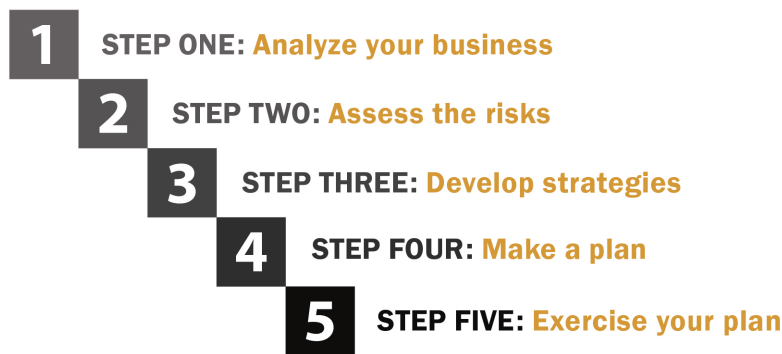 1 STEP ONE: Analyze your business
2 STEP TWO: Assess the risks
3 STEP THREE: Develop strategies
4 STEP FOUR: Make a plan
5 STEP FIVE: Exercise your plan